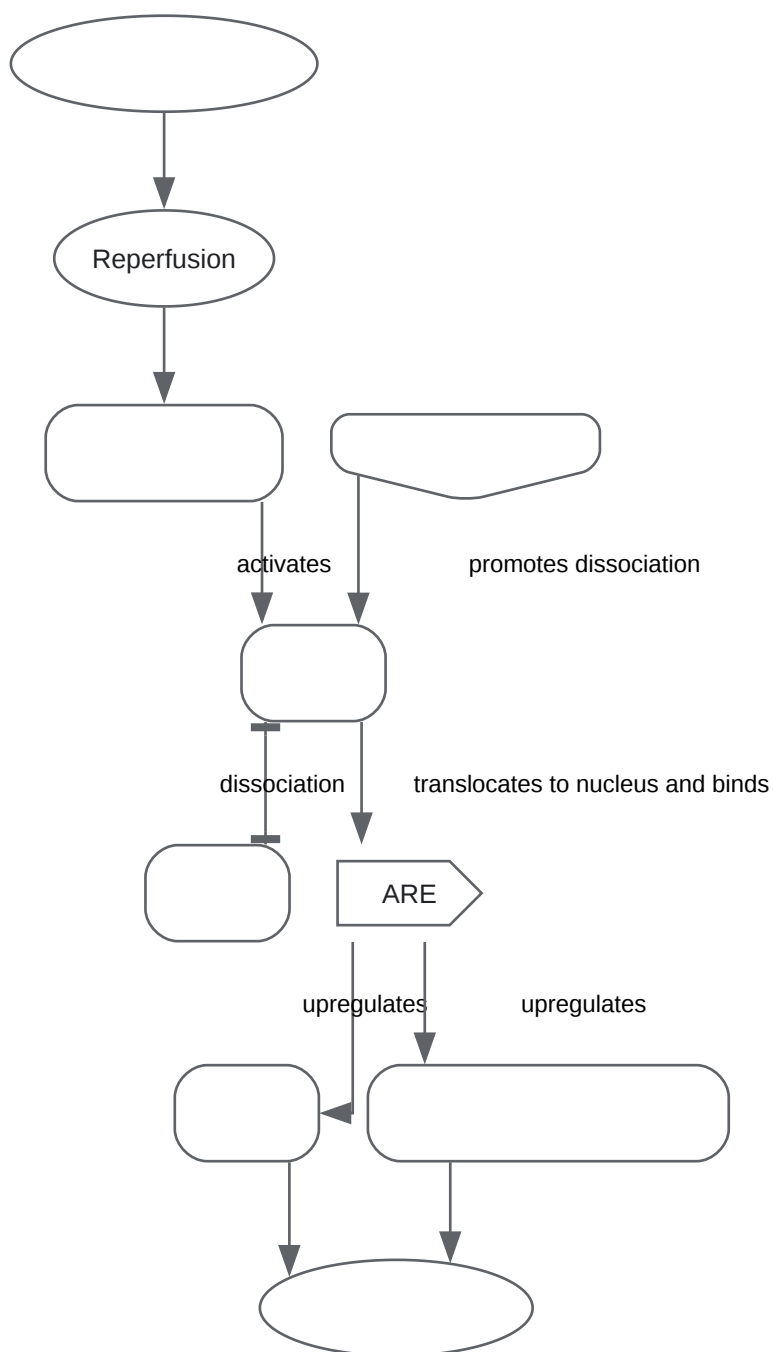 Reperfusion
activates
promotes dissociation
dissociation
translocates to nucleus and binds
ARE
upregulates
upregulates